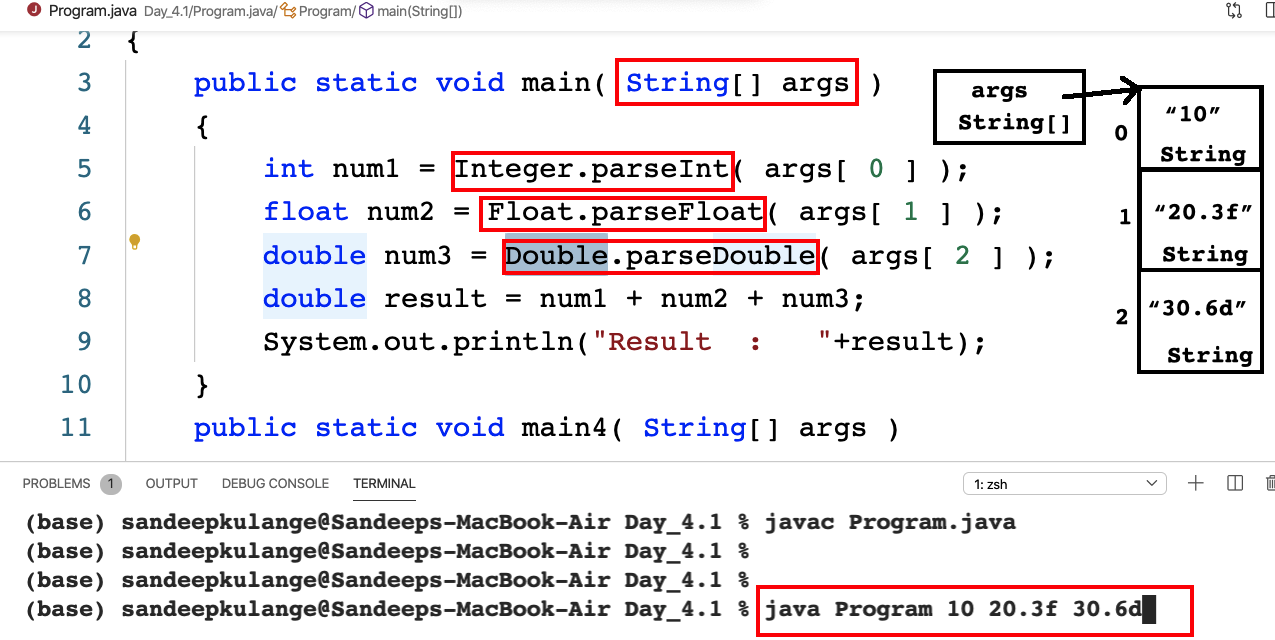 Program.java Day_4.1/Program.java/ Program/ main(String[])
2 {
3 public static void main( String[] args )
4 {
5 int num1 = Integer.parseInt( args[ 0 ] );
6 float num2 = Float.parseFloat( args[ 1 ] );
7 double num3 = Double.parseDouble( args[ 2 ] );
8 double result = num1 + num2 + num3;
9 System.out.println("Result  :   "+result);
10 }
11 public static void main4( String[] args )
args
String[]
0
“10”
String
1
“20.3f”
String
2
“30.6d”
String
PROBLEMS 1 OUTPUT DEBUG CONSOLE TERMINAL 1: zsh
(base) sandeepkulange@Sandeeps-MacBook-Air Day_4.1 % javac Program.java
(base) sandeepkulange@Sandeeps-MacBook-Air Day_4.1 %
(base) sandeepkulange@Sandeeps-MacBook-Air Day_4.1 %
(base) sandeepkulange@Sandeeps-MacBook-Air Day_4.1 % java Program 10 20.3f 30.6d